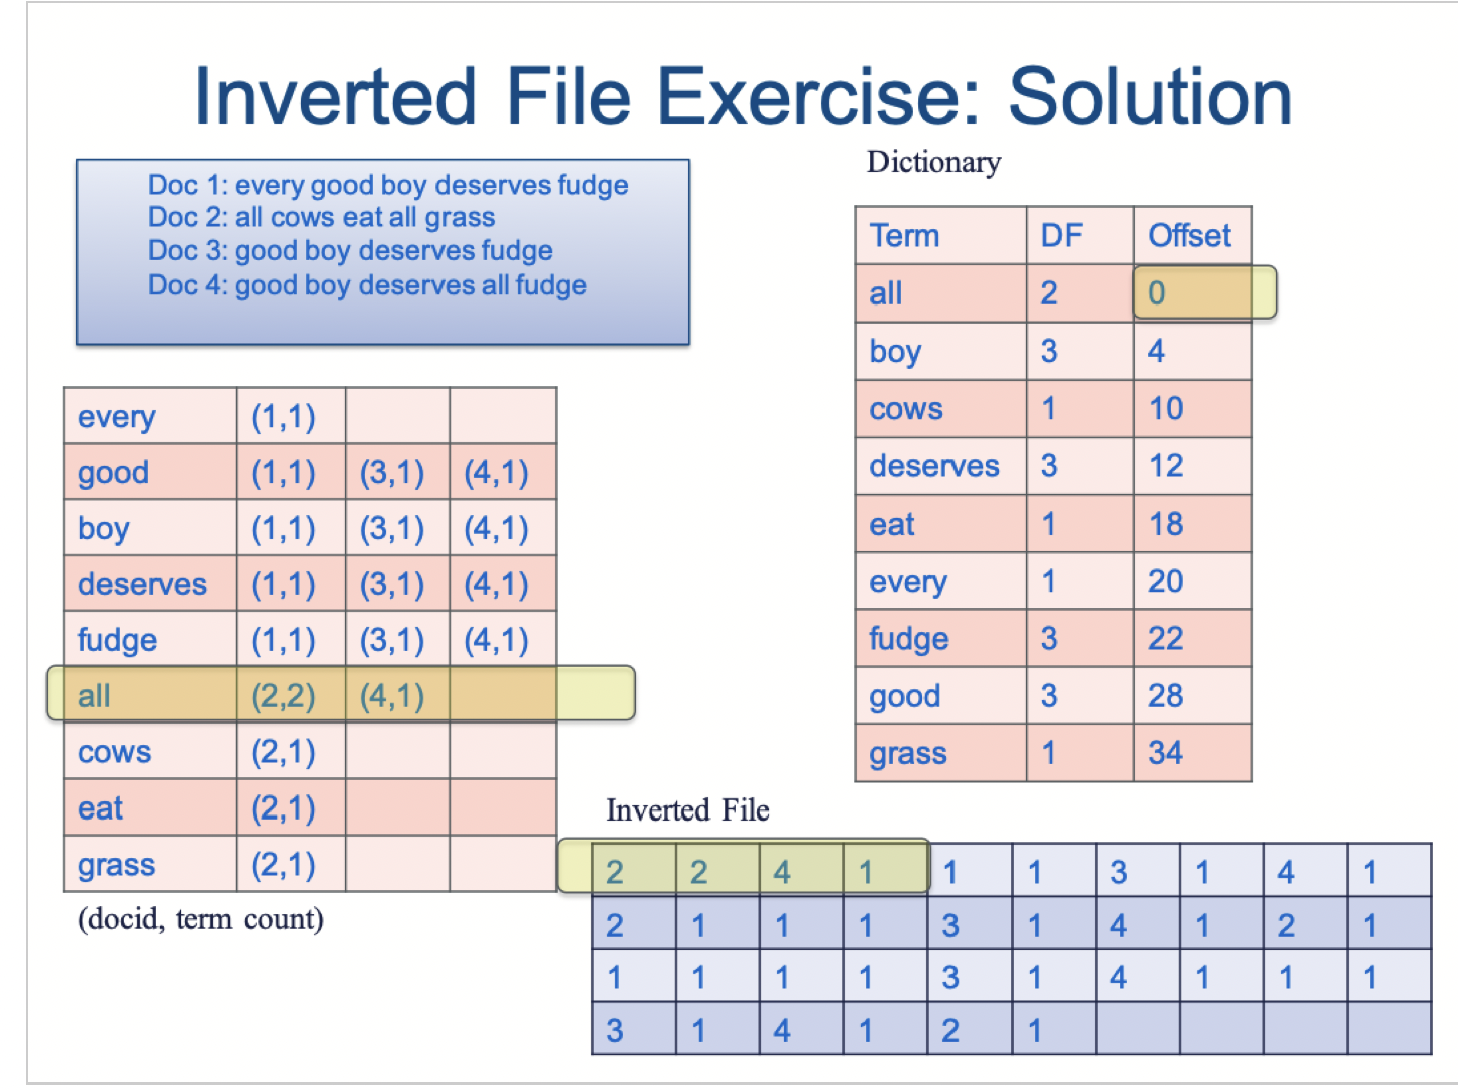 Inverted File Exercise: Solution
Doc 1: every good boy deserves fudge
Doc 2: all cows eat all grass
Doc 3: good boy deserves fudge
Doc 4: good boy deserves all fudge
every (1,1)
good (1,1) (3,1) (4,1)
boy (1,1) (3,1) (4,1)
deserves (1,1) (3,1) (4,1)
fudge (1,1) (3,1) (4,1)
all (2,2) (4,1)
cows (2,1)
eat (2,1)
grass (2,1)
(docid, term count)
Dictionary
Term DF Offset
all 2 0
boy 3 4
cows 1 10
deserves 3 12
eat 1 18
every 1 20
fudge 3 22
good 3 28
grass 1 34
Inverted File
2 2 4 1 1 1 3 1 4 1
2 1 1 1 3 1 4 1 2 1
1 1 1 1 3 1 4 1 1 1
3 1 4 1 2 1